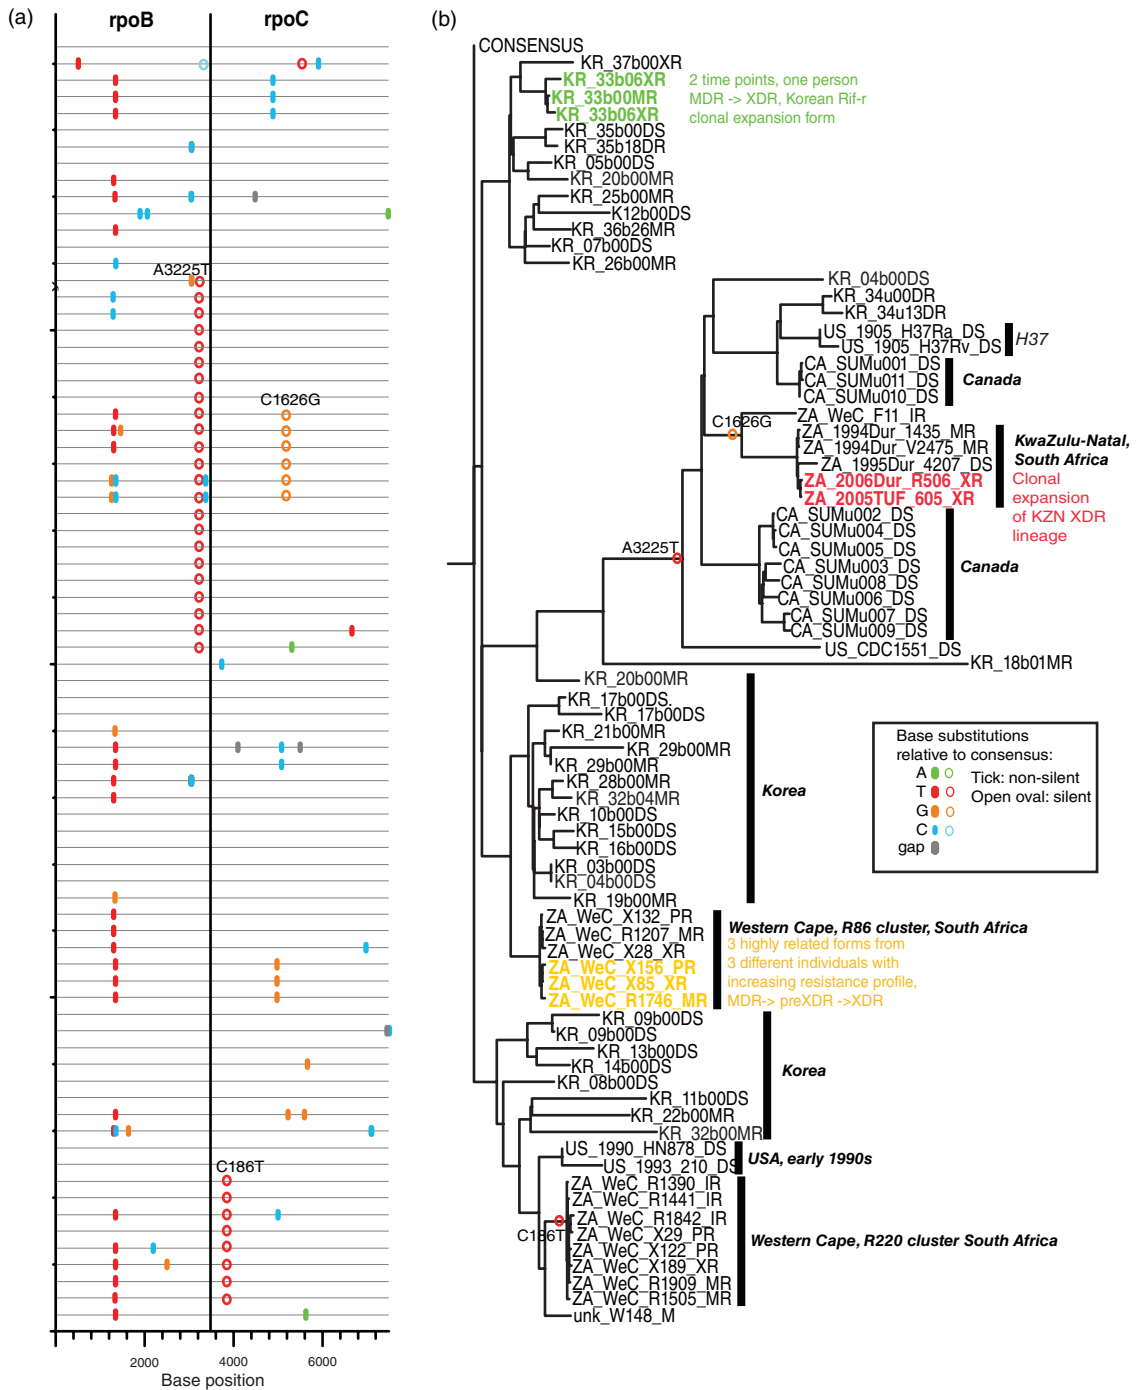 (a)
rpoB
rpoC
A3225T
C1626G
C186T
2000
4000
6000
Base position
(b)
CONSENSUS
KR_37b00XR
KR_33b06XR
KR_33b00MR
KR_33b06XR
2 time points, one person
MDR -> XDR, Korean Rif-r
clonal expansion form
KR_35b00DS
KR_35b18DR
KR_05b00DS
KR_20b00MR
KR_25b00MR
K12b00DS
KR_36b26MR
KR_07b00DS
KR_26b00MR
KR_04b00DS
KR_34u00DR
KR_34u13DR
US_1905_H37Ra_DS
US_1905_H37Rv_DS
H37
CA_SUMu001_DS
CA_SUMu011_DS
CA_SUMu010_DS
Canada
C1626G
ZA_WeC_F11_IR
ZA_1994Dur_1435_MR
ZA_1994Dur_V2475_MR
ZA_1995Dur_4207_DS
ZA_2006Dur_R506_XR
ZA_2005TUF_605_XR
KwaZulu-Natal,
South Africa
Clonal
expansion
of KZN XDR
lineage
A3225T
CA_SUMu002_DS
CA_SUMu004_DS
CA_SUMu005_DS
CA_SUMu003_DS
CA_SUMu008_DS
CA_SUMu006_DS
CA_SUMu007_DS
CA_SUMu009_DS
Canada
US_CDC1551_DS
KR_18b01MR
KR_20b00MR
KR_17b00DS.
KR_17b00DS
KR_21b00MR
KR_29b00MR
KR_29b00MR
KR_28b00MR
KR_32b04MR
KR_10b00DS
KR_15b00DS
KR_16b00DS
KR_03b00DS
KR_04b00DS
KR_19b00MR
Korea
Base substitutions
relative to consensus:
A
T
G
C
gap
Tick: non-silent
Open oval: silent
ZA_WeC_X132_PR
ZA_WeC_R1207_MR
ZA_WeC_X28_XR
ZA_WeC_X156_PR
ZA_WeC_X85_XR
ZA_WeC_R1746_MR
Western Cape, R86 cluster, South Africa
3 highly related forms from
3 different individuals with
increasing resistance profile,
MDR-> preXDR ->XDR
KR_09b00DS
KR_09b00DS
KR_13b00DS
KR_14b00DS
KR_08b00DS
KR_11b00DS
KR_22b00MR
KR_32b00MR
Korea
US_1990_HN878_DS
US_1993_210_DS
USA, early 1990s
C186T
ZA_WeC_R1390_IR
ZA_WeC_R1441_IR
ZA_WeC_R1842_IR
ZA_WeC_X29_PR
ZA_WeC_X122_PR
ZA_WeC_X189_XR
ZA_WeC_R1909_MR
ZA_WeC_R1505_MR
Western Cape, R220 cluster South Africa
unk_W148_M